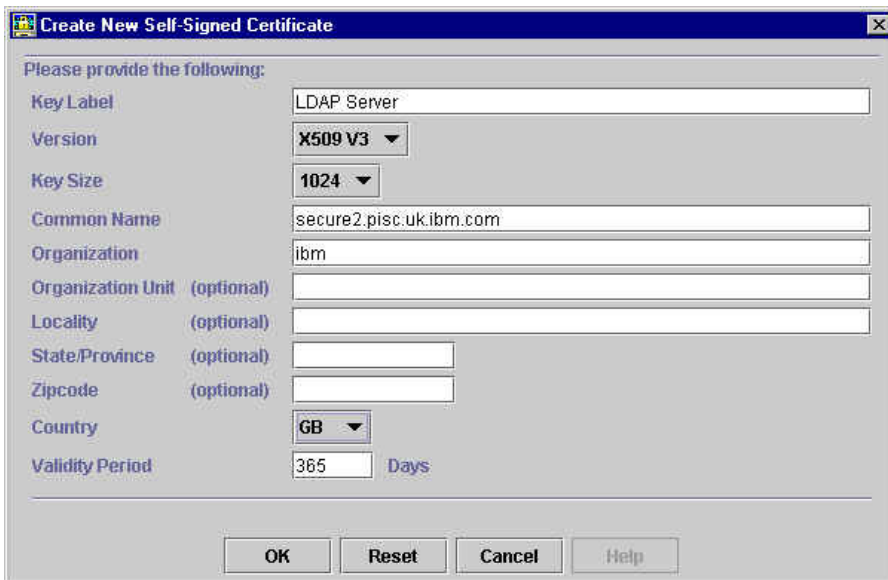 Create New Self-Signed Certificate
Please provide the following:
Key Label LDAP Server
Version X509 V3
Key Size 1024
Common Name secure2.pisc.uk.ibm.com
Organization ibm
Organization Unit (optional)
Locality (optional)
State/Province (optional)
Zipcode (optional)
Country GB
Validity Period 365 Days
OK Reset Cancel Help